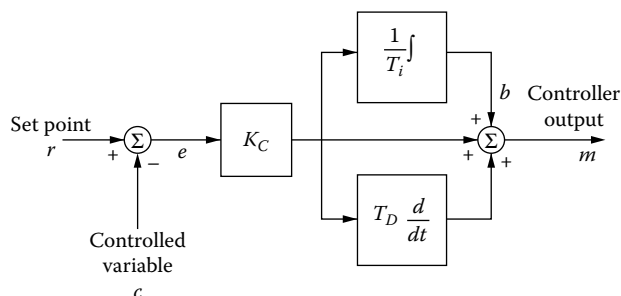 1
T_i ∫
b
Controller
output
m
Set point
r
+
Σ
−
e
K_C
+
+
Σ
+
T_D d
dt
Controlled
variable
c